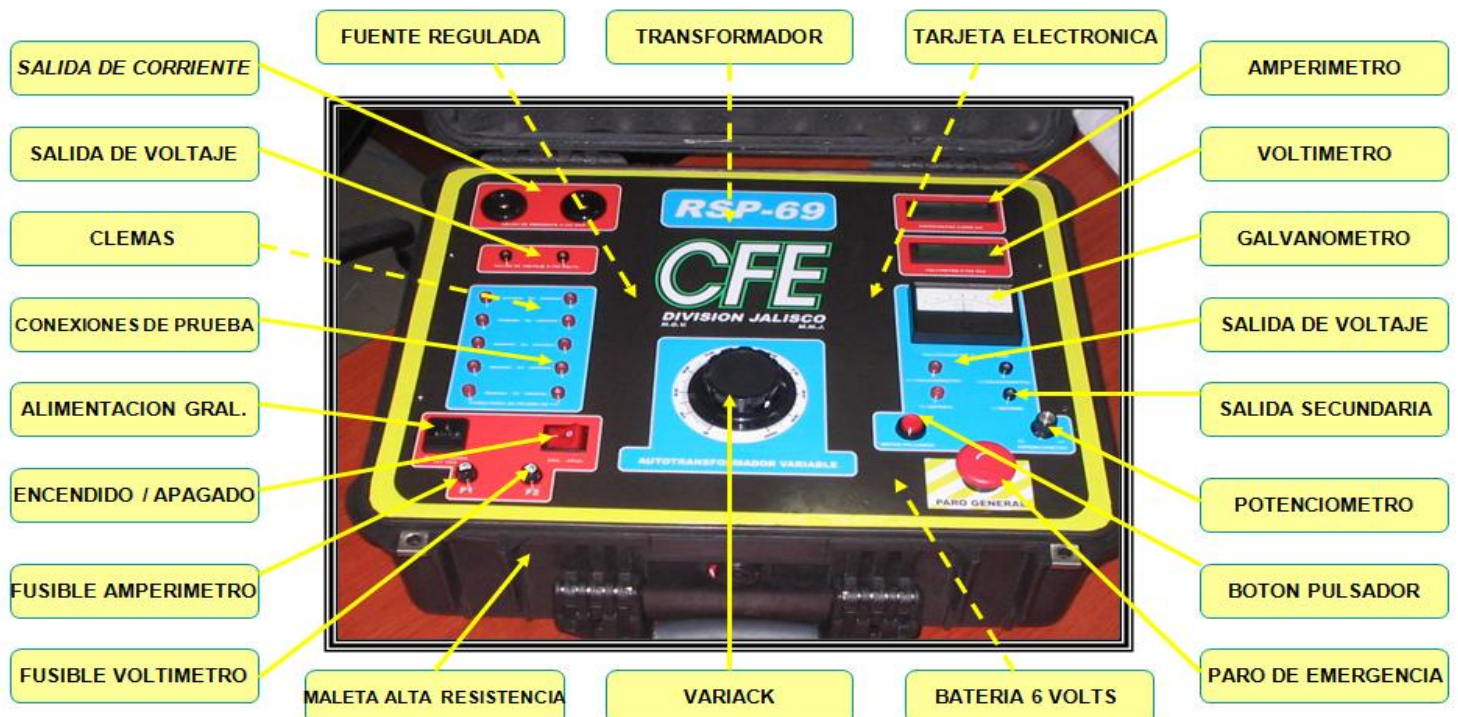 FUENTE REGULADA
TRANSFORMADOR
TARJETA ELECTRONICA
SALIDA DE CORRIENTE
AMPERIMETRO
SALIDA DE VOLTAJE
VOLTIMETRO
CLEMAS
GALVANOMETRO
CONEXIONES DE PRUEBA
SALIDA DE VOLTAJE
ALIMENTACION GRAL.
SALIDA SECUNDARIA
ENCENDIDO / APAGADO
POTENCIOMETRO
FUSIBLE AMPERIMETRO
BOTON PULSADOR
FUSIBLE VOLTIMETRO
PARO DE EMERGENCIA
MALETA ALTA RESISTENCIA
VARIACK
BATERIA 6 VOLTS
RSP-69
CFE
DIVISION JALISCO
M.M.J.
AUTOTRANSFORMADOR VARIABLE
F1
F2
PARO GENERAL